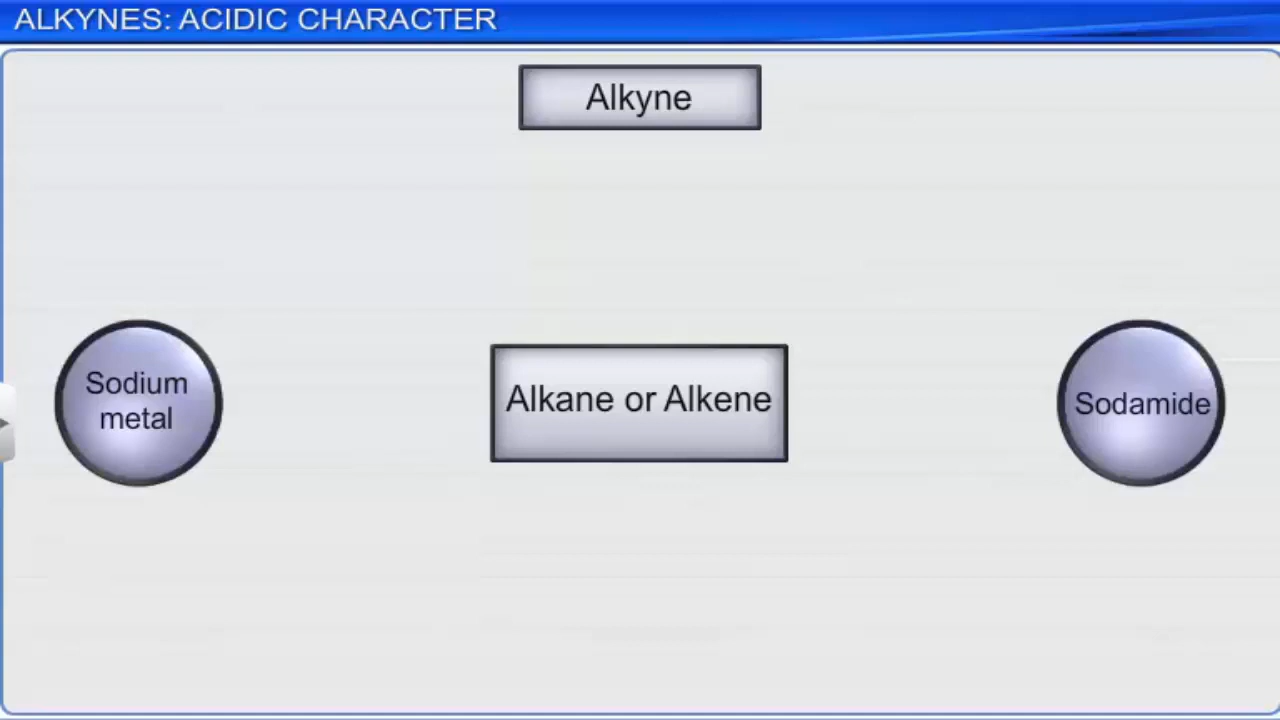 ALKYNES: ACIDIC CHARACTER
Alkyne
Sodium
metal
Alkane or Alkene
Sodamide